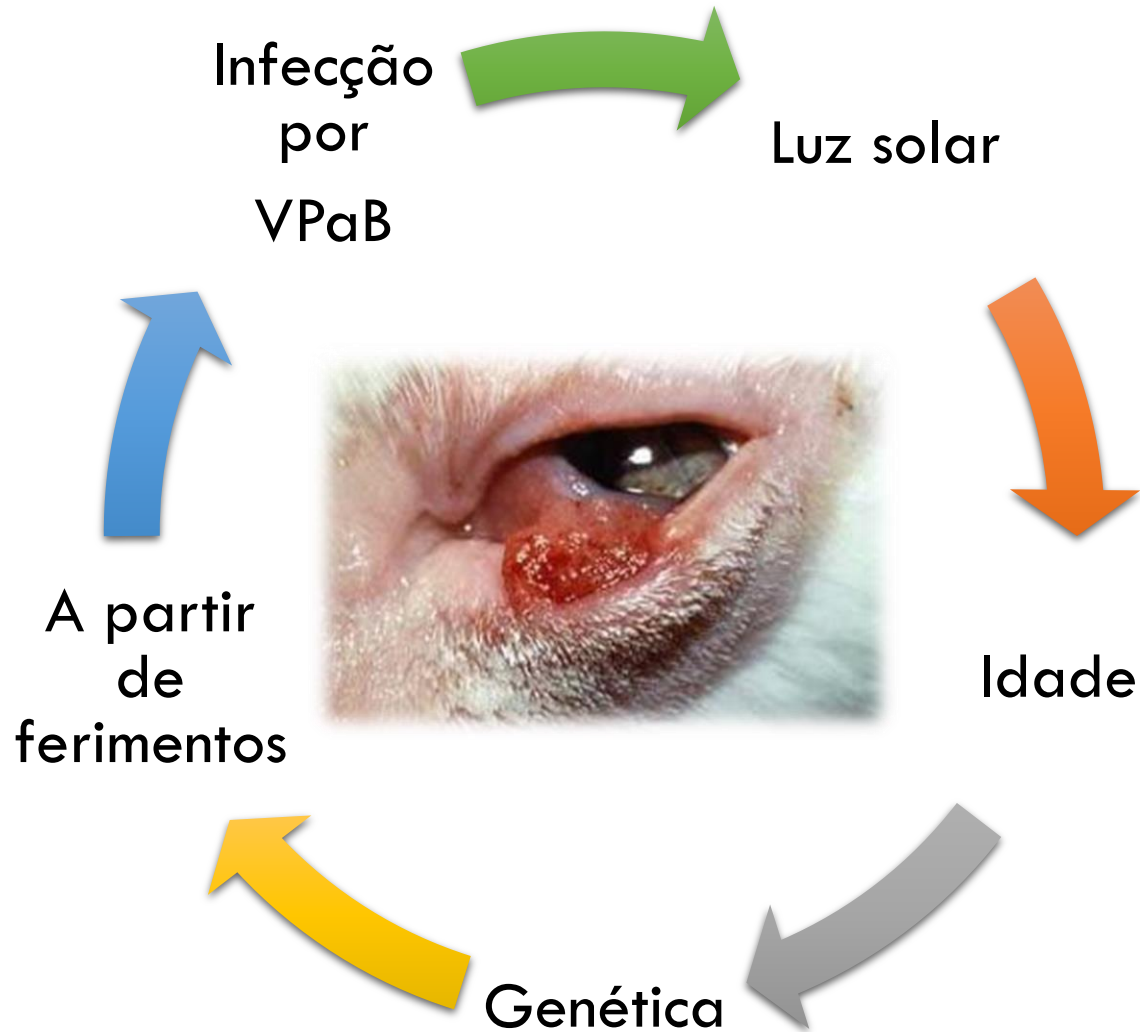 Infecção
por
VPaB
Luz solar
Idade
Genética
A partir
de
ferimentos